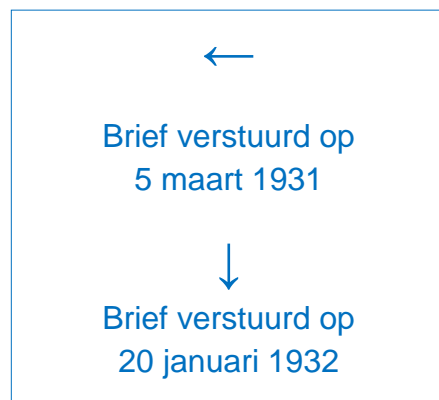 ←
Brief verstuurd op
5 maart 1931
↓
Brief verstuurd op
20 januari 1932